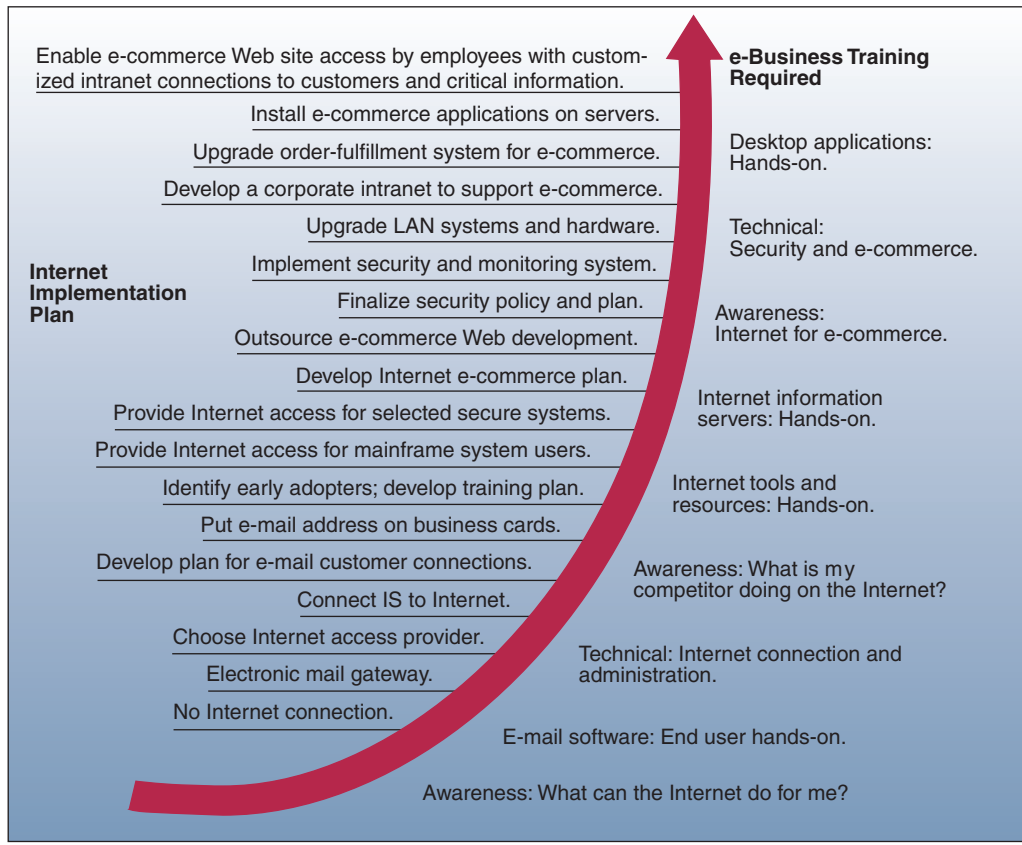 Enable e-commerce Web site access by employees with custom-
ized intranet connections to customers and critical information.
Install e-commerce applications on servers.
Upgrade order-fulfillment system for e-commerce.
Develop a corporate intranet to support e-commerce.
Upgrade LAN systems and hardware.
Implement security and monitoring system.
Internet
Implementation
Plan
Finalize security policy and plan.
Outsource e-commerce Web development.
Develop Internet e-commerce plan.
Provide Internet access for selected secure systems.
Provide Internet access for mainframe system users.
Identify early adopters; develop training plan.
Put e-mail address on business cards.
Develop plan for e-mail customer connections.
Connect IS to Internet.
Choose Internet access provider.
Electronic mail gateway.
No Internet connection.
e-Business Training
Required
Desktop applications:
Hands-on.
Technical:
Security and e-commerce.
Awareness:
Internet for e-commerce.
Internet information
servers: Hands-on.
Internet tools and
resources: Hands-on.
Awareness: What is my
competitor doing on the Internet?
Technical: Internet connection and
administration.
E-mail software: End user hands-on.
Awareness: What can the Internet do for me?